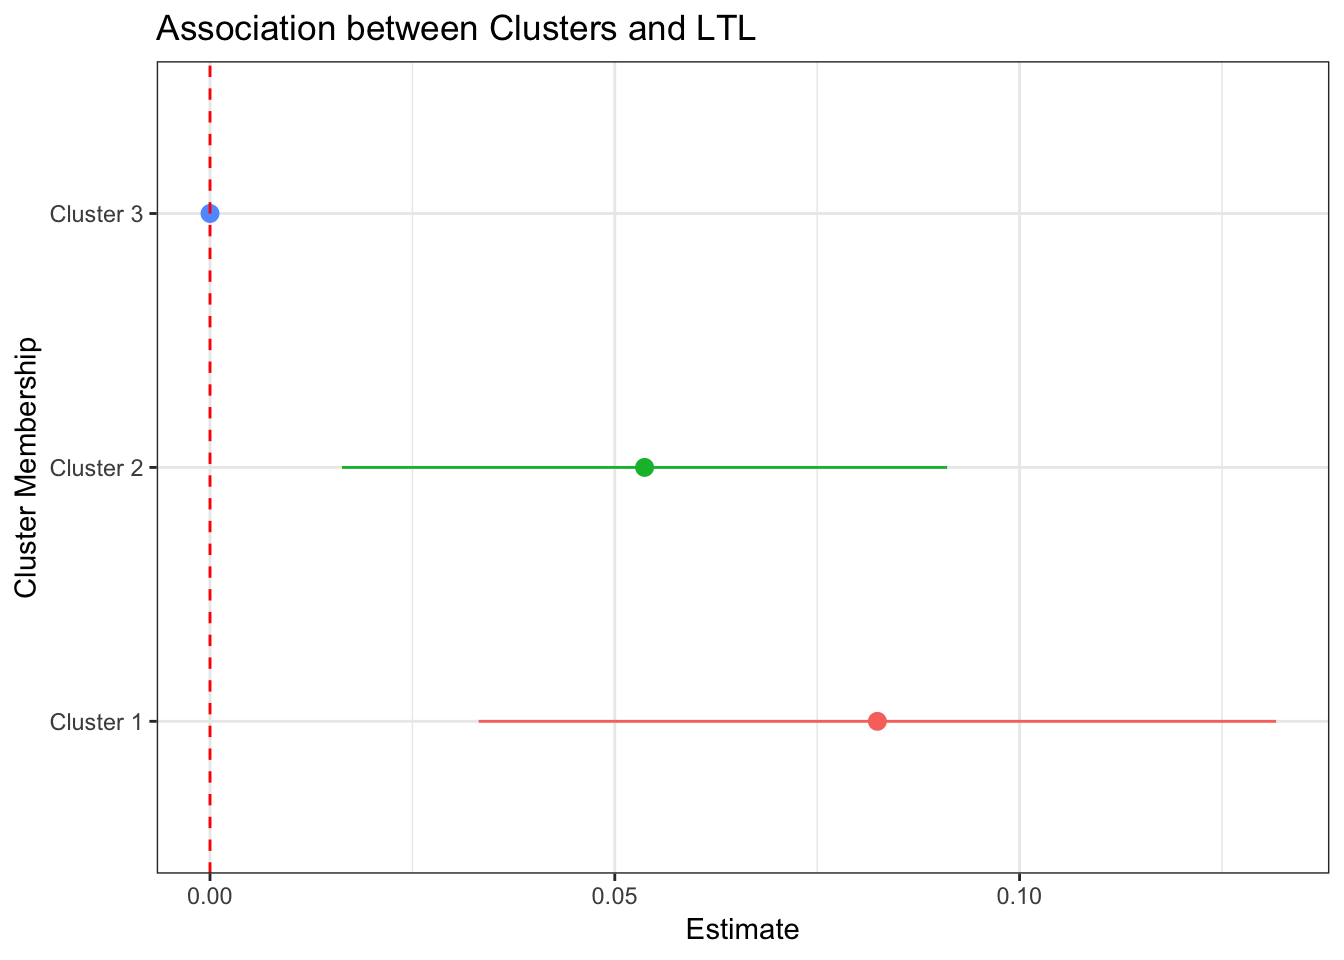 Association between Clusters and LTL
Cluster Membership
Cluster 3
Cluster 2
Cluster 1
0.00
0.05
0.10
Estimate